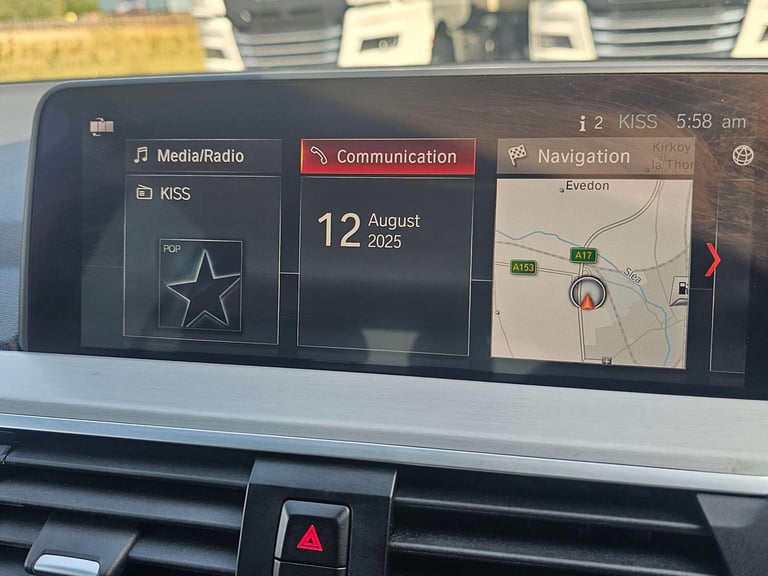 i 2 KISS 5:58 am
Media/Radio
KISS
POP
Communication
12 August
2025
Navigation
Kirkby
la Thor
Evedon
A17
A153
Slea